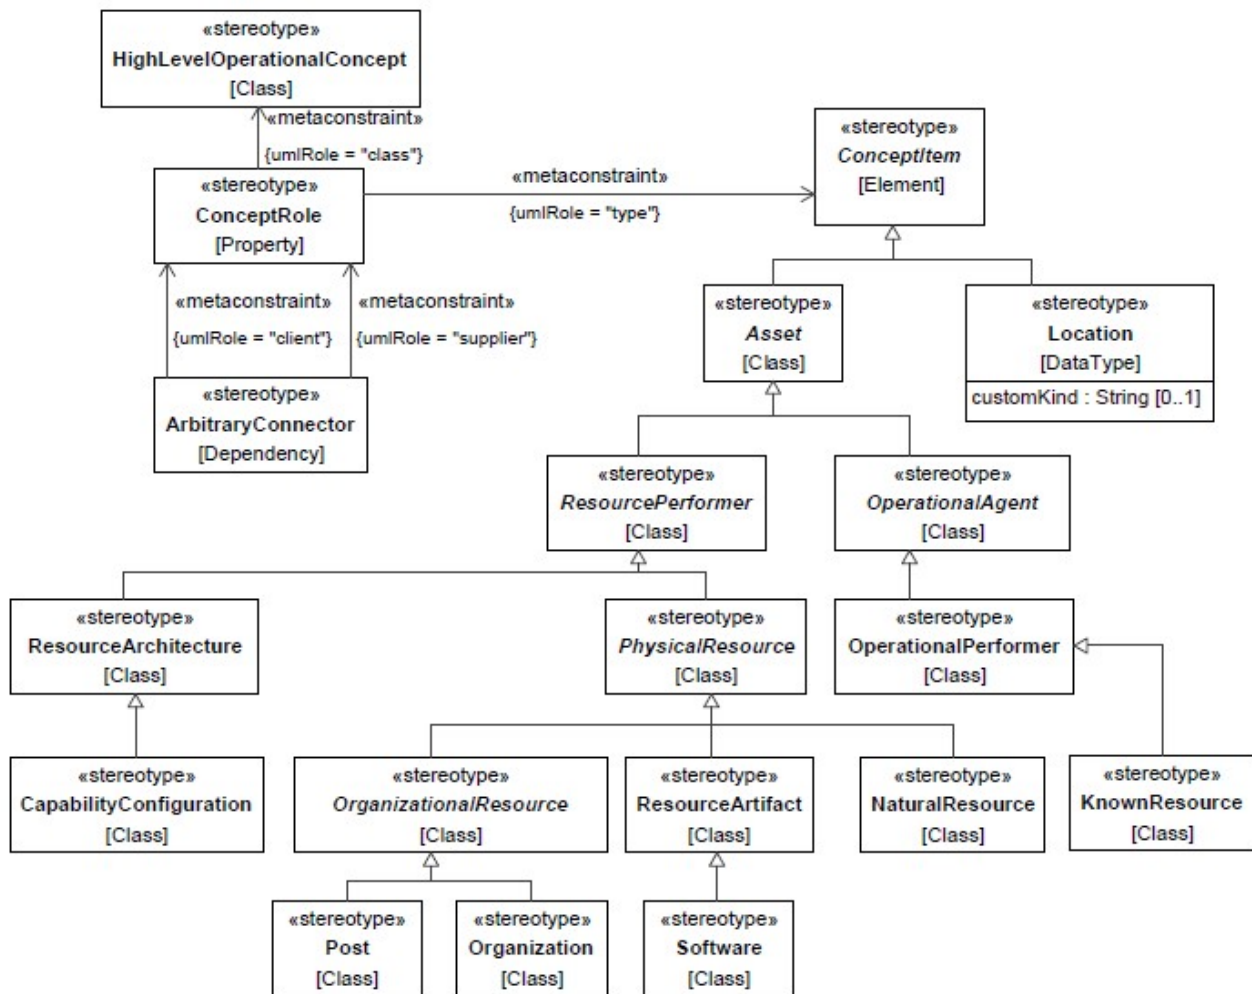 «stereotype»
HighLevelOperationalConcept
[Class]
«metaconstraint»
{umlRole = "class"}
«stereotype»
ConceptItem
[Element]
«stereotype»
ConceptRole
[Property]
«metaconstraint»
{umlRole = "type"}
«metaconstraint»
{umlRole = "client"}
«metaconstraint»
{umlRole = "supplier"}
«stereotype»
Asset
[Class]
«stereotype»
Location
[DataType]
customKind : String [0..1]
«stereotype»
ArbitraryConnector
[Dependency]
«stereotype»
ResourcePerformer
[Class]
«stereotype»
OperationalAgent
[Class]
«stereotype»
ResourceArchitecture
[Class]
«stereotype»
PhysicalResource
[Class]
«stereotype»
OperationalPerformer
[Class]
«stereotype»
CapabilityConfiguration
[Class]
«stereotype»
OrganizationalResource
[Class]
«stereotype»
ResourceArtifact
[Class]
«stereotype»
NaturalResource
[Class]
«stereotype»
KnownResource
[Class]
«stereotype»
Post
[Class]
«stereotype»
Organization
[Class]
«stereotype»
Software
[Class]